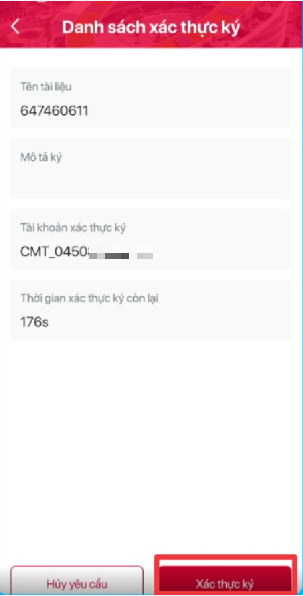 Danh sách xác thực ký
Tên tài liệu
647460611
Mô tả ký
Tài khoản xác thực ký
CMT_0450
Thời gian xác thực ký còn lại
176s
Hủy yêu cầu
Xác thực ký